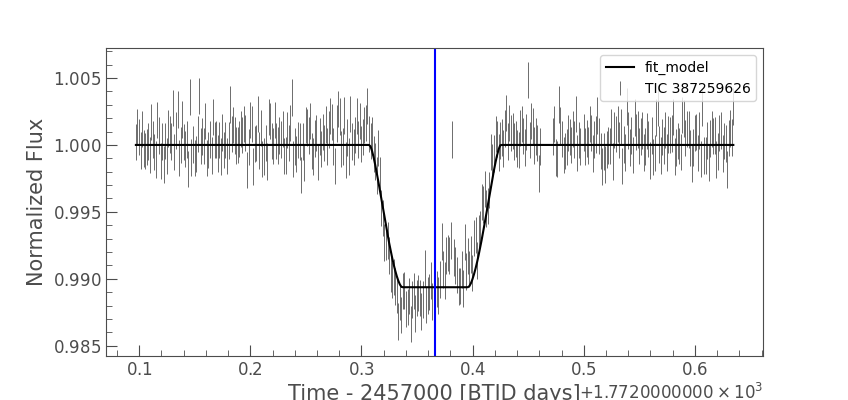 fit_model
TIC 387259626
Normalized Flux
1.005
1.000
0.995
0.990
0.985
0.1 0.2 0.3 0.4 0.5 0.6
Time - 2457000 [BTJD days]
+1.7720000000 × 10³